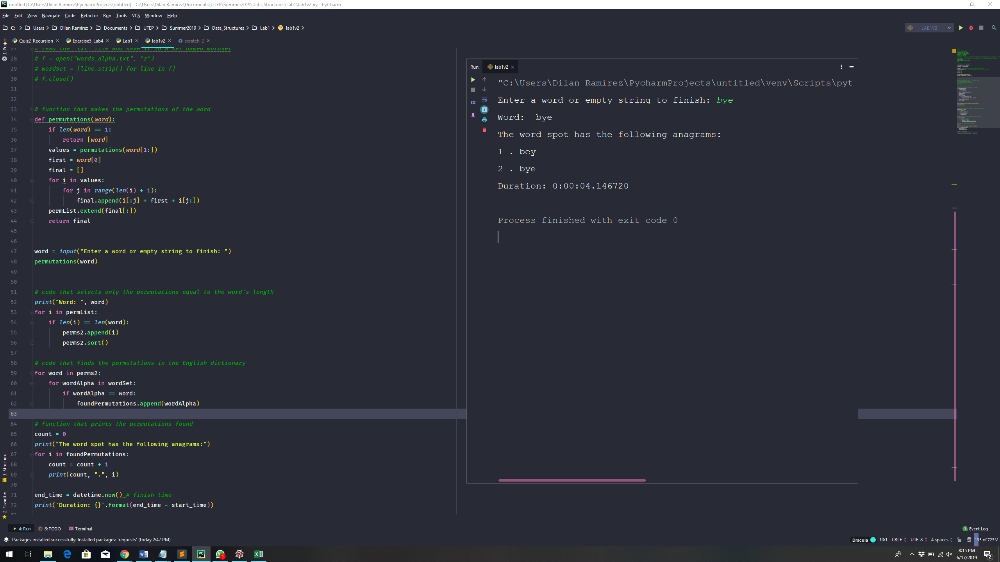 untitled [C:\Users\Dilan Ramirez\PycharmProjects\untitled] - C:\Users\Dilan Ramirez\Documents\UTEP\Summer2019\Data_Structures\Lab1\lab1v2.py - PyCharm
File Edit View Navigate Code Refactor Run Tools VCS Window Help
C: Users Dilan Ramirez Documents UTEP Summer2019 Data_Structures Lab1 lab1v2
LAB1V2
Quiz2_Recursion Exercise5_Lab4 Lab1 lab1v2 scratch_2
1: Project
27 # read the "txt" file and save it in a set named wordSet
28 # f = open("words_alpha.txt", "r")
29 # wordSet = [line.strip() for line in f]
30 # f.close()
31
32
33 # function that makes the permutations of the word
34 def permutations(word):
35 if len(word) == 1:
36 return [word]
37 values = permutations(word[1:])
38 first = word[0]
39 final = []
40 for i in values:
41 for j in range(len(i) + 1):
42 final.append(i[:j] + first + i[j:])
43 permList.extend(final[:])
44 return final
45
46
47 word = input("Enter a word or empty string to finish: ")
48 permutations(word)
49
50
51 # code that selects only the permutations equal to the word's length
52 print("Word: ", word)
53 for i in permList:
54 if len(i) == len(word):
55 perms2.append(i)
56 perms2.sort()
57
58 # code that finds the permutations in the English dictionary
59 for word in perms2:
60 for wordAlpha in wordSet:
61 if wordAlpha == word:
62 foundPermutations.append(wordAlpha)
63
64 # function that prints the permutations found
65 count = 0
66 print("The word spot has the following anagrams:")
67 for i in foundPermutations:
68 count = count + 1
69 print(count, ".", i)
70
71 end_time = datetime.now() # finish time
72 print('Duration: {}'.format(end_time - start_time))
7: Structure
2: Favorites
Run: lab1v2
"C:\Users\Dilan Ramirez\PycharmProjects\untitled\venv\Scripts\pyt
Enter a word or empty string to finish: bye
Word:  bye
The word spot has the following anagrams:
1 . bey
2 . bye
Duration: 0:00:04.146720
Process finished with exit code 0
4: Run 6: TODO Terminal
1 Event Log
Packages installed successfully: Installed packages: 'requests' (today 2:47 PM)
Dracula 10:1 CRLF UTF-8 4 spaces 133 of 725M
8:15 PM
6/17/2019
2
1